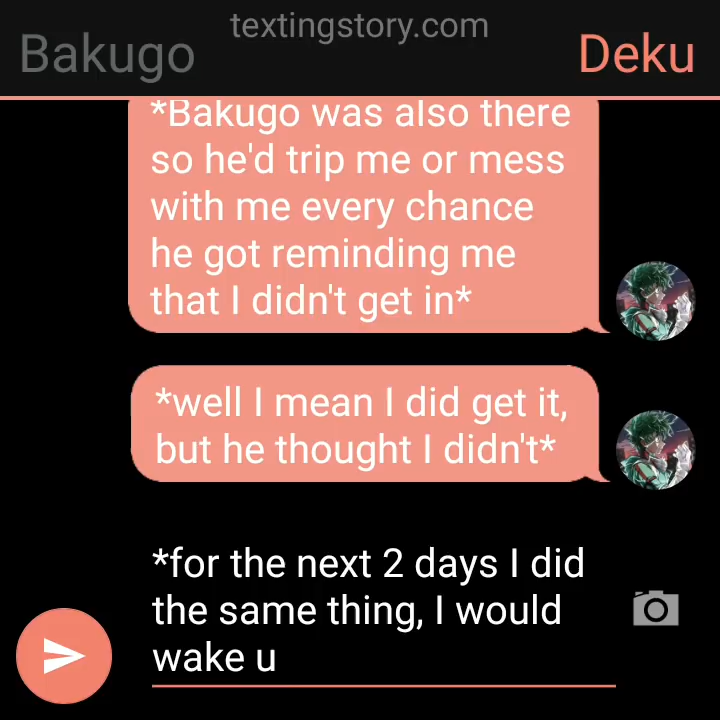 textingstory.com
Bakugo
Deku
*Bakugo was also there
so he'd trip me or mess
with me every chance
he got reminding me
that I didn't get in*
*well I mean I did get it,
but he thought I didn't*
*for the next 2 days I did
the same thing, I would
wake u